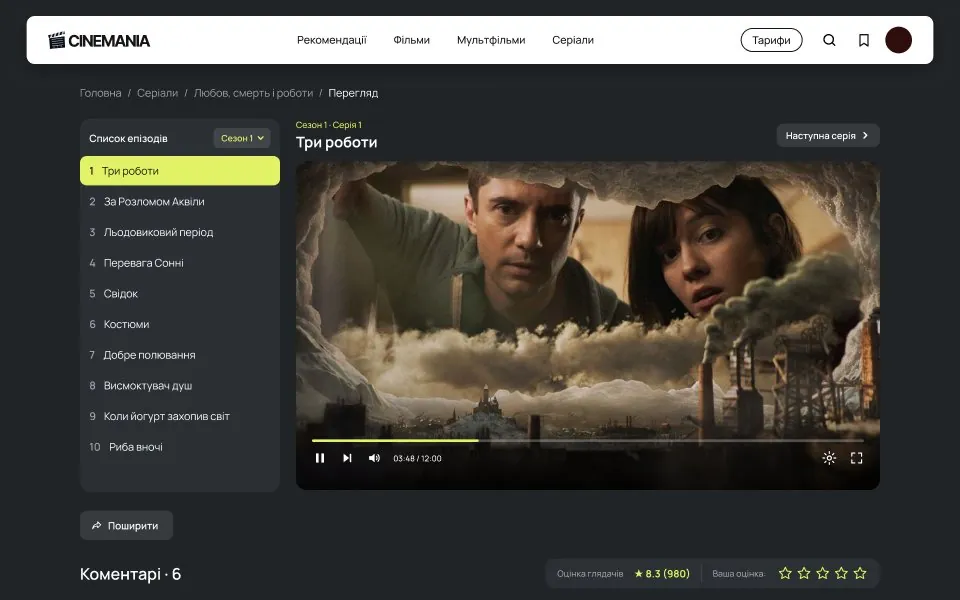 CINEMANIA
Рекомендації Фільми Мультфільми Серіали Тарифи
Головна / Серіали / Любов, смерть і роботи / Перегляд
Список епізодів Сезон 1
1 Три роботи
2 За Розломом Аквіли
3 Льодовиковий період
4 Перевага Сонні
5 Свідок
6 Костюми
7 Добре полювання
8 Висмоктувач душ
9 Коли йогурт захопив світ
10 Риба вночі
Сезон 1 · Серія 1
Три роботи
Наступна серія
03:48 / 12:00
Поширити
Коментарі · 6
Оцінка глядачів ★ 8.3 (980) Ваша оцінка: